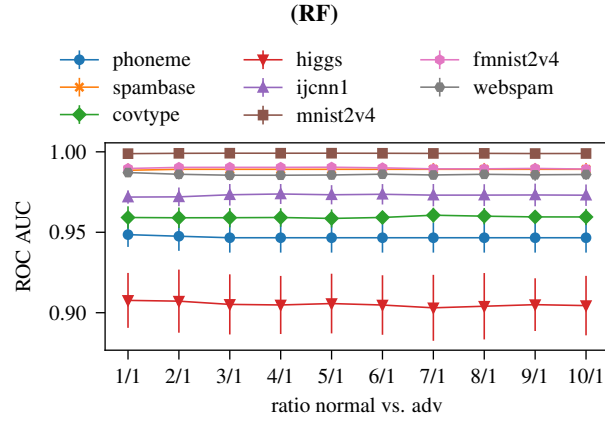 (RF)
phoneme
higgs
fmnist2v4
spambase
ijcnn1
webspam
covtype
mnist2v4
1.00
0.95
0.90
ROC AUC
1/1 2/1 3/1 4/1 5/1 6/1 7/1 8/1 9/1 10/1
ratio normal vs. adv